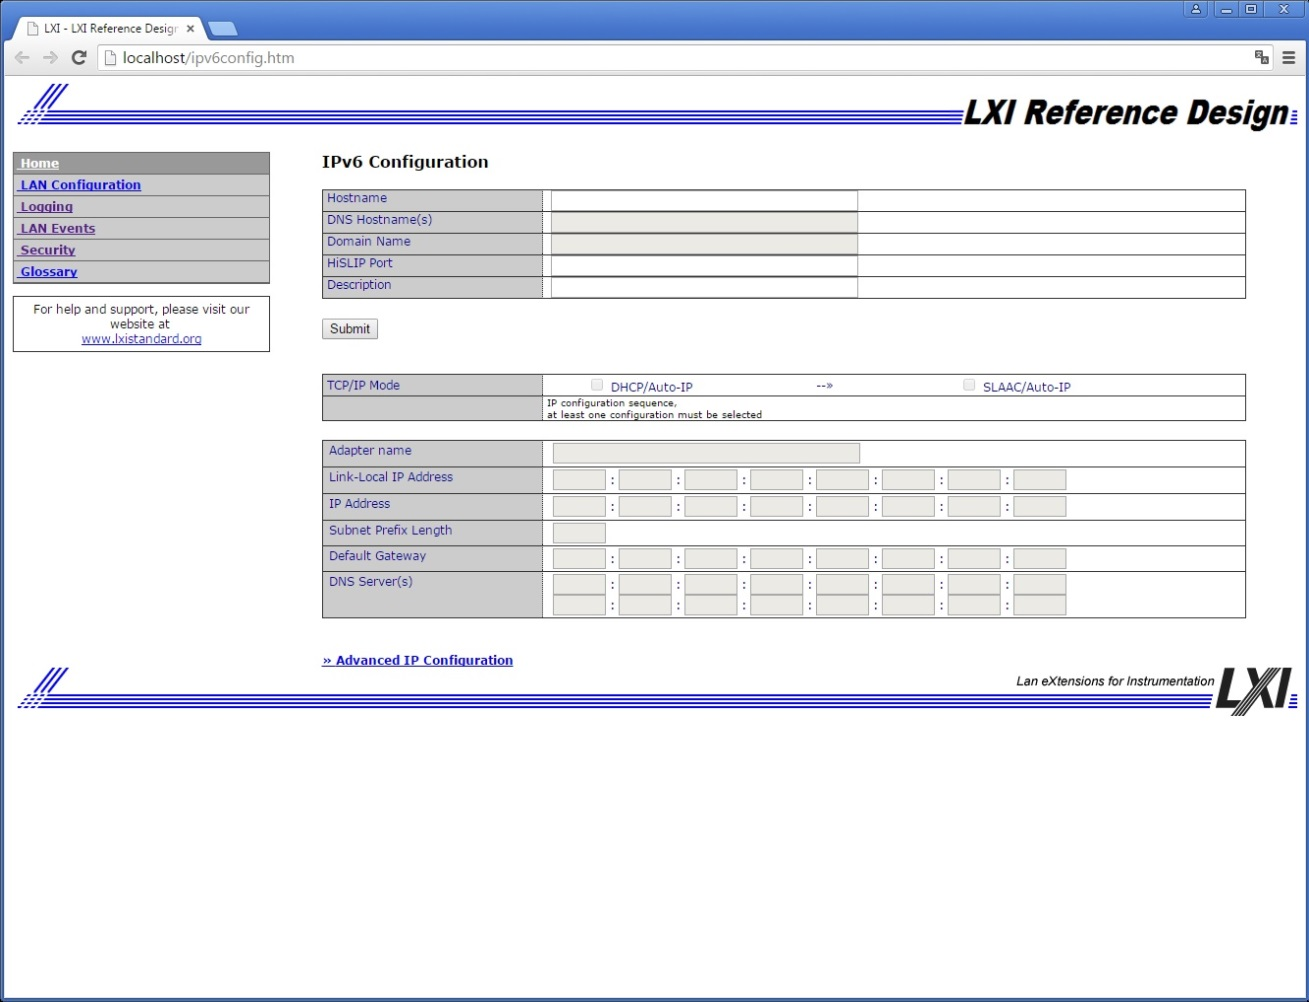 LXI - LXI Reference Design
localhost/ipv6config.htm
LXI Reference Design
Home
LAN Configuration
Logging
LAN Events
Security
Glossary
For help and support, please visit our
website at
www.lxistandard.org
IPv6 Configuration
Hostname
DNS Hostname(s)
Domain Name
HiSLIP Port
Description
Submit
TCP/IP Mode DHCP/Auto-IP --» SLAAC/Auto-IP
IP configuration sequence,
at least one configuration must be selected
Adapter name
Link-Local IP Address : : : : : : :
IP Address : : : : : : :
Subnet Prefix Length
Default Gateway : : : : : : :
DNS Server(s) : : : : : : :
: : : : : : :
» Advanced IP Configuration
Lan eXtensions for Instrumentation LXI